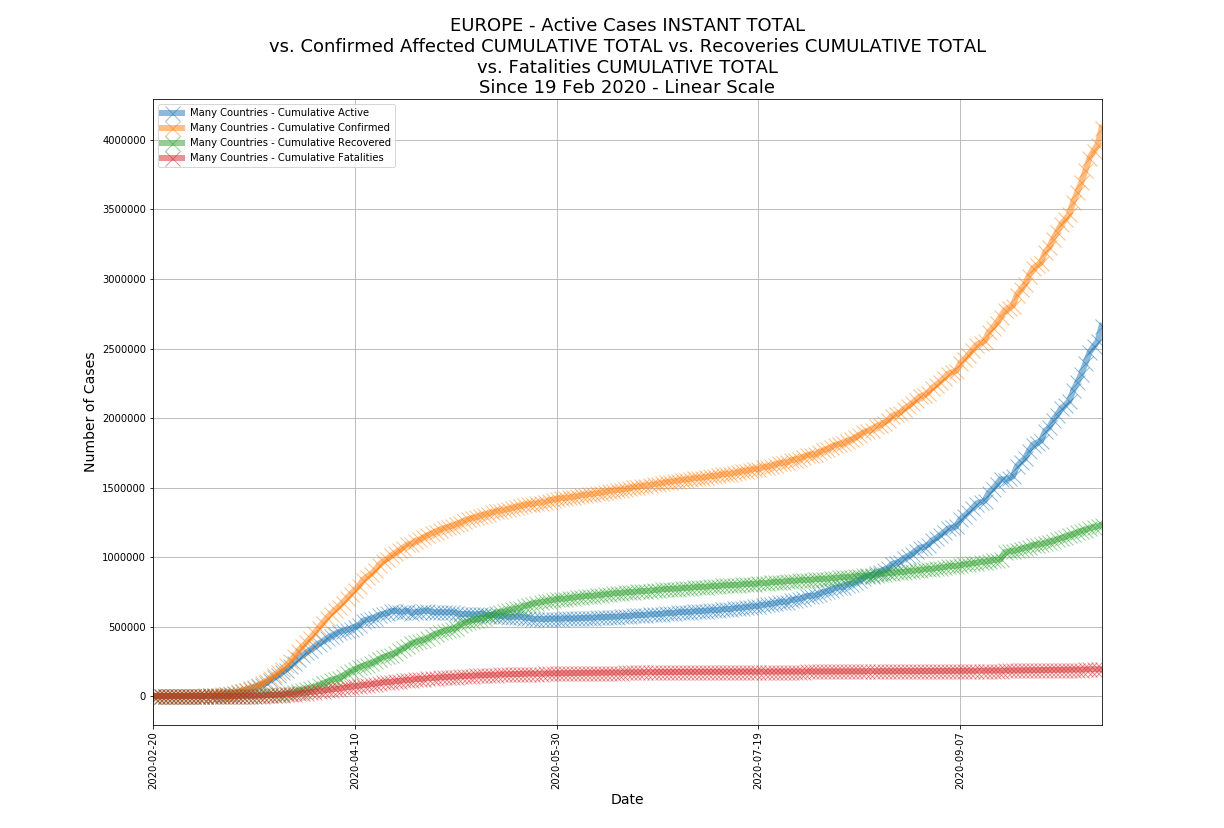 EUROPE - Active Cases INSTANT TOTAL
vs. Confirmed Affected CUMULATIVE TOTAL vs. Recoveries CUMULATIVE TOTAL
vs. Fatalities CUMULATIVE TOTAL
Since 19 Feb 2020 - Linear Scale
Many Countries - Cumulative Active
Many Countries - Cumulative Confirmed
Many Countries - Cumulative Recovered
Many Countries - Cumulative Fatalities
4000000
3500000
3000000
2500000
2000000
1500000
1000000
500000
0
Number of Cases
2020-02-20
2020-04-10
2020-05-30
2020-07-19
2020-09-07
Date